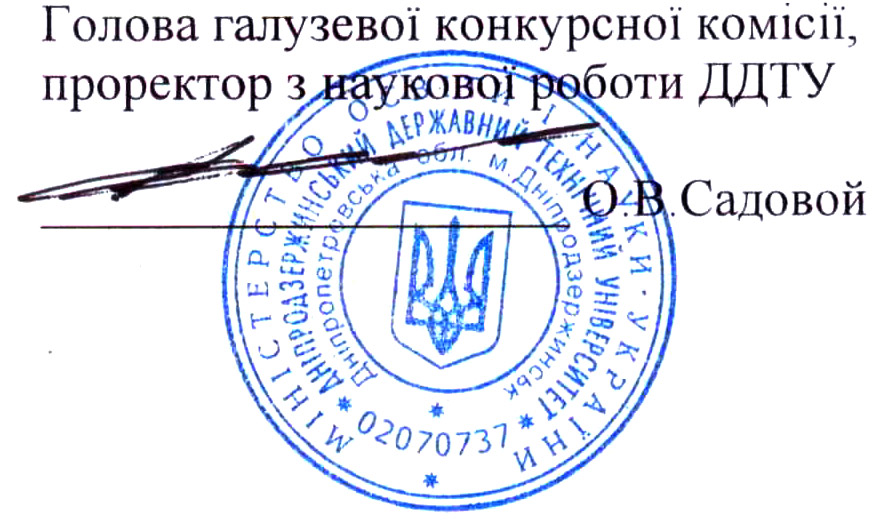 Голова галузевої конкурсної комісії,
проректор з наукової роботи ДДТУ
О.В.Садовой
МІНІСТЕРСТВО ОСВІТИ І НАУКИ · УКРАЇНИ
ДНІПРОДЗЕРЖИНСЬКИЙ ДЕРЖАВНИЙ ТЕХНІЧНИЙ УНІВЕРСИТЕТ
Дніпропетровська обл. м.Дніпродзержинськ
* 02070737 *